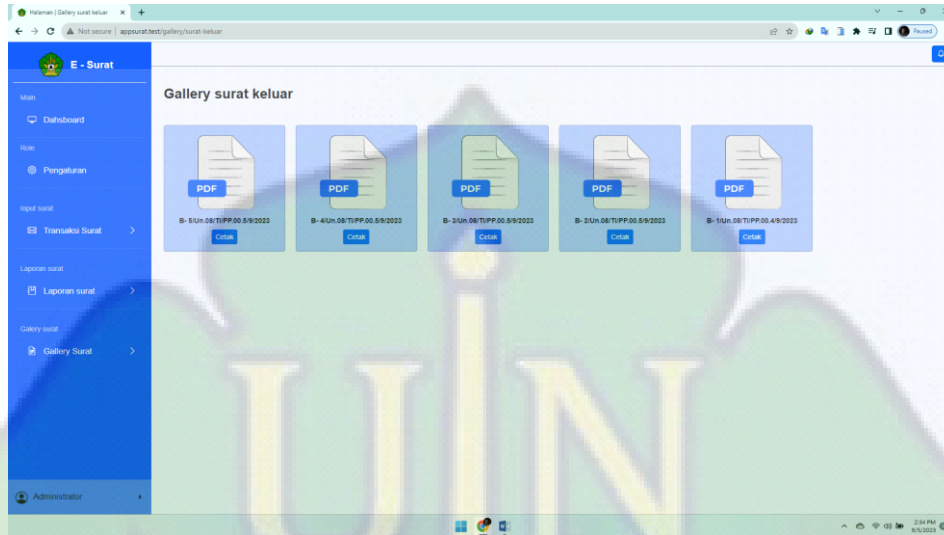 Halaman | Gallery surat keluar
Not secure | appsurat.test/gallery/surat-keluar
Paused
E - Surat
Main
Dahsboard
Role
Pengaturan
Input surat
Transaksi Surat
Laporan surat
Laporan surat
Galery surat
Gallery Surat
Administrator
Gallery surat keluar
PDF PDF PDF PDF PDF
B- 5/Un.08/TI/PP.00.5/9/2023 B- 4/Un.08/TI/PP.00.5/9/2023 B- 3/Un.08/TI/PP.00.5/9/2023 B- 2/Un.08/TI/PP.00.5/9/2023 B- 1/Un.08/TI/PP.00.4/9/2023
Cetak Cetak Cetak Cetak Cetak
UIN
2:34 PM
9/5/2023